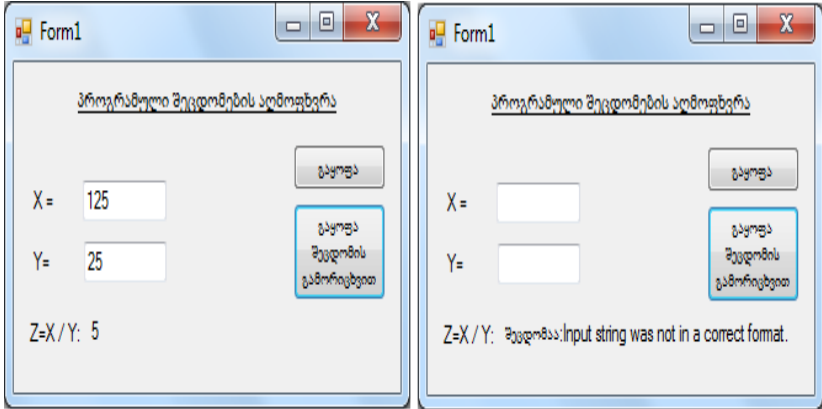 Form1
პროგრამული შეცდომების აღმოფხვრა
გაყოფა
X = 125
გაყოფა
შეცდომის
გამორიცხვით
Y= 25
Z=X / Y: 5
Form1
პროგრამული შეცდომების აღმოფხვრა
გაყოფა
X =
გაყოფა
შეცდომის
გამორიცხვით
Y=
Z=X / Y: შეცდომაა:Input string was not in a correct format.